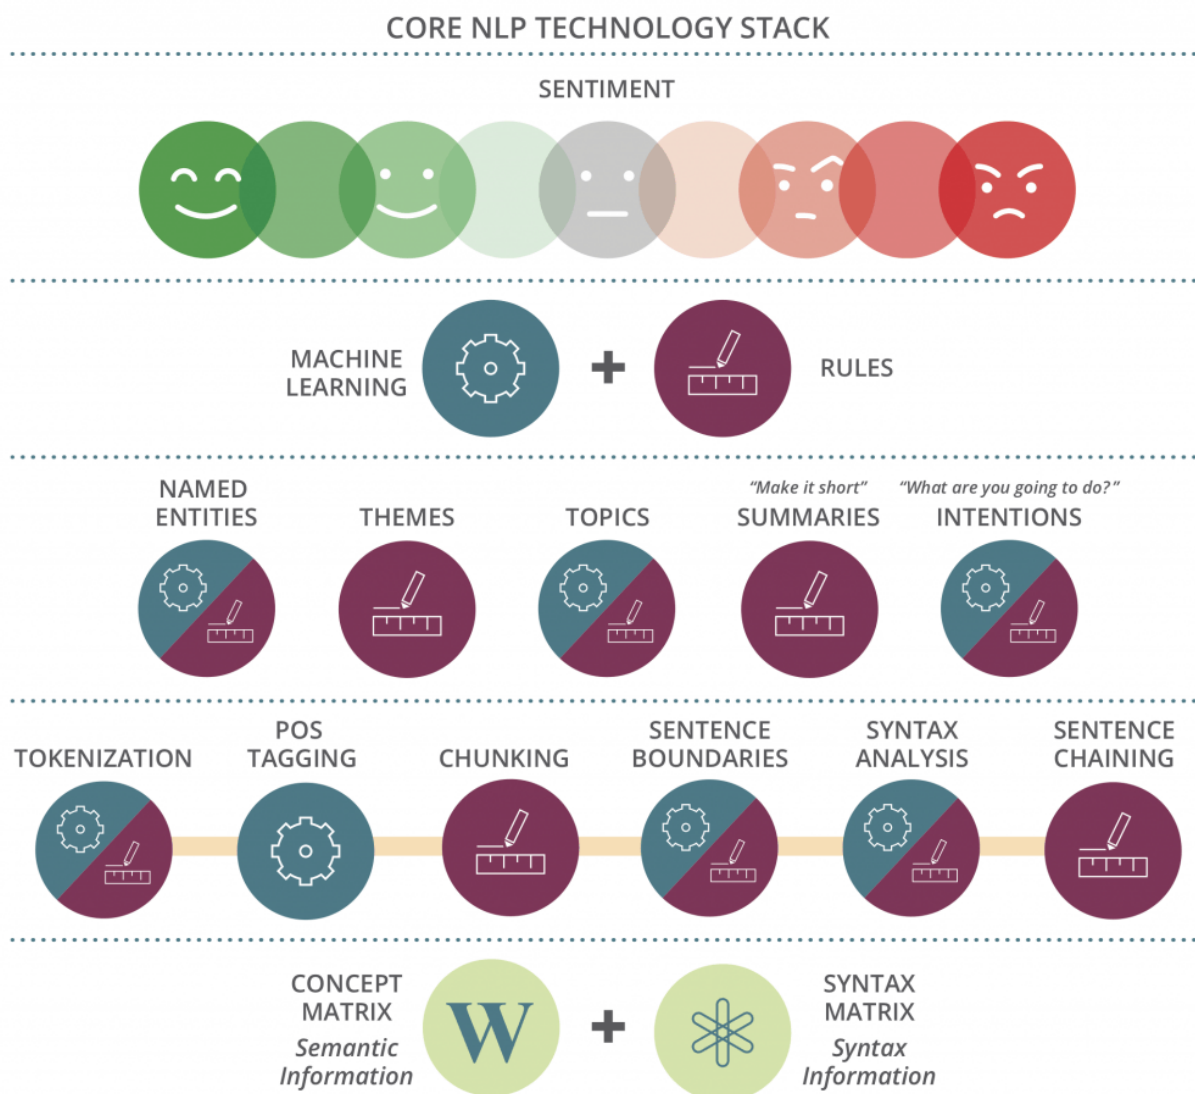 CORE NLP TECHNOLOGY STACK
SENTIMENT
MACHINE
LEARNING
RULES
NAMED
ENTITIES
THEMES
TOPICS
“Make it short”
SUMMARIES
“What are you going to do?”
INTENTIONS
TOKENIZATION
POS
TAGGING
CHUNKING
SENTENCE
BOUNDARIES
SYNTAX
ANALYSIS
SENTENCE
CHAINING
CONCEPT
MATRIX
Semantic
Information
W
SYNTAX
MATRIX
Syntax
Information